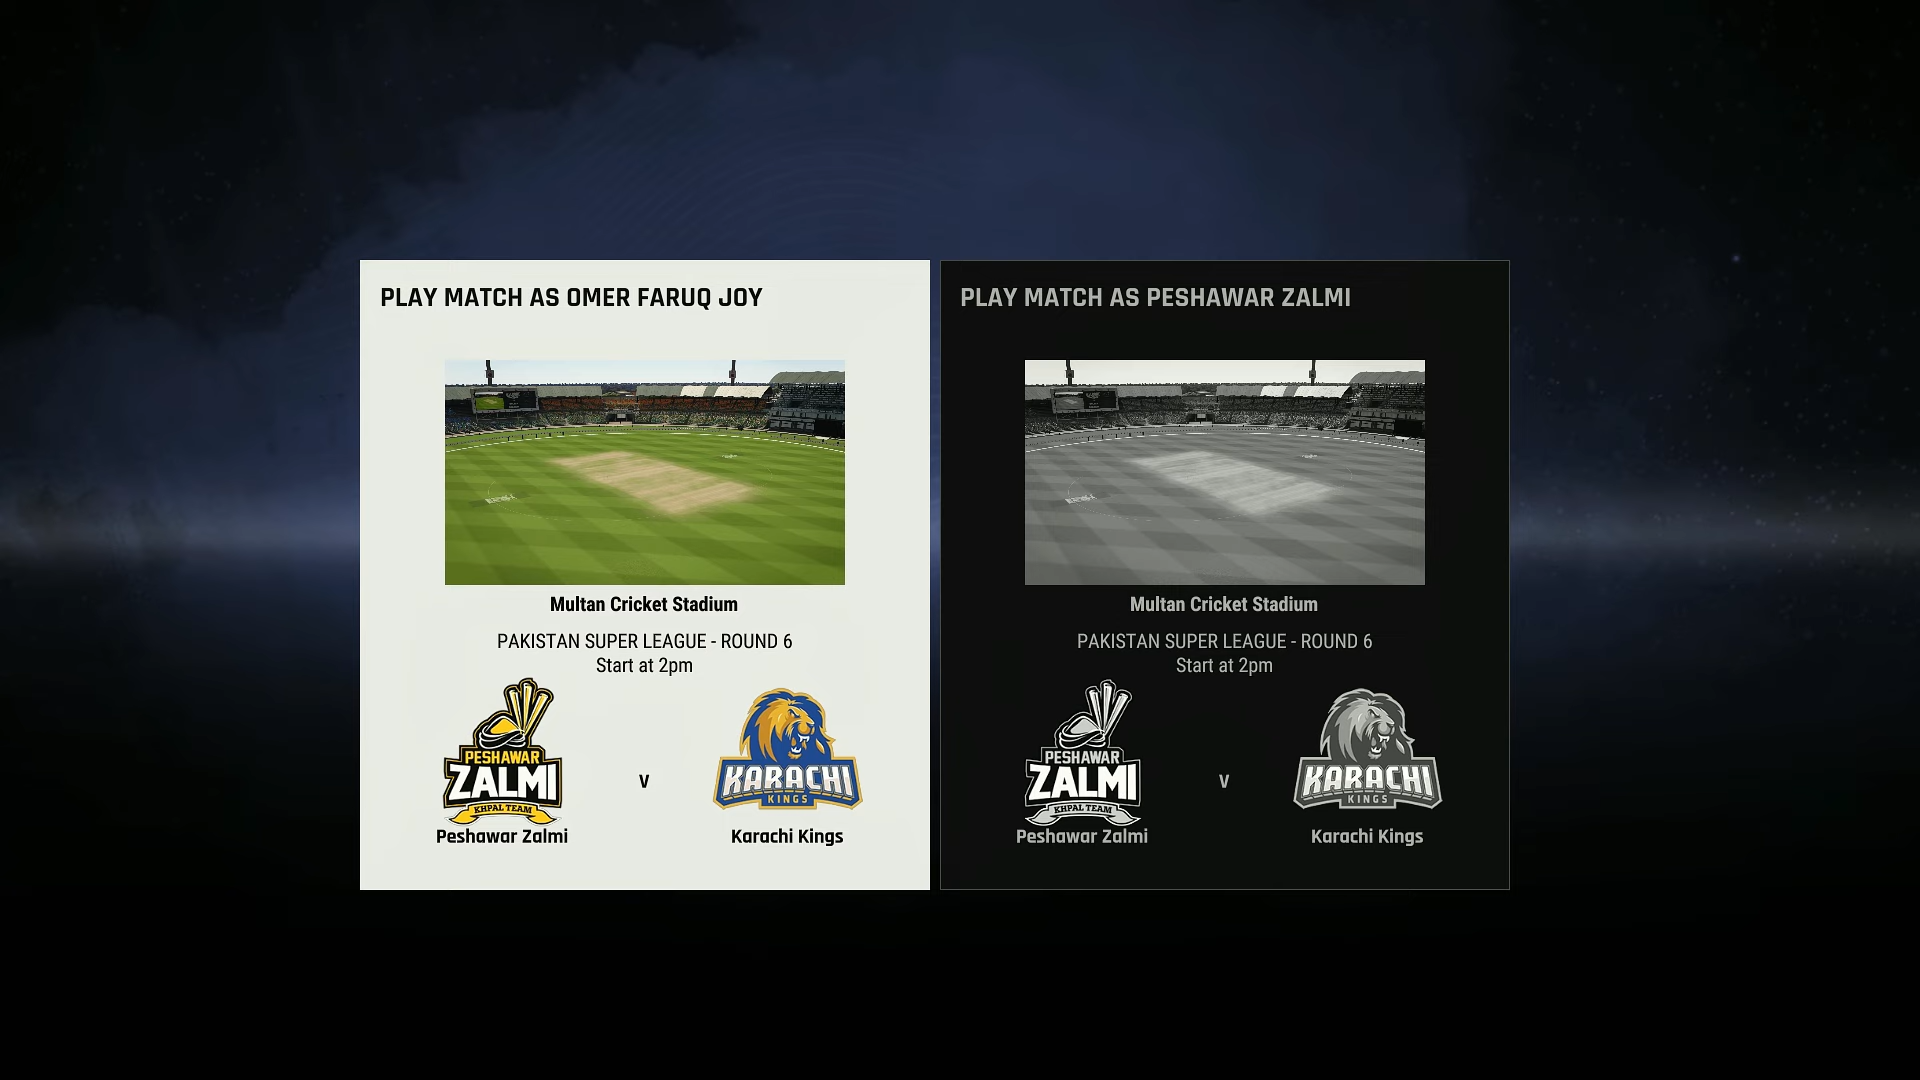 PLAY MATCH AS OMER FARUQ JOY
Multan Cricket Stadium
PAKISTAN SUPER LEAGUE - ROUND 6
Start at 2pm
PESHAWAR
ZALMI
KHPAL TEAM
Peshawar Zalmi
v
KARACHI
KINGS
Karachi Kings
PLAY MATCH AS PESHAWAR ZALMI
Multan Cricket Stadium
PAKISTAN SUPER LEAGUE - ROUND 6
Start at 2pm
PESHAWAR
ZALMI
KHPAL TEAM
Peshawar Zalmi
v
KARACHI
KINGS
Karachi Kings